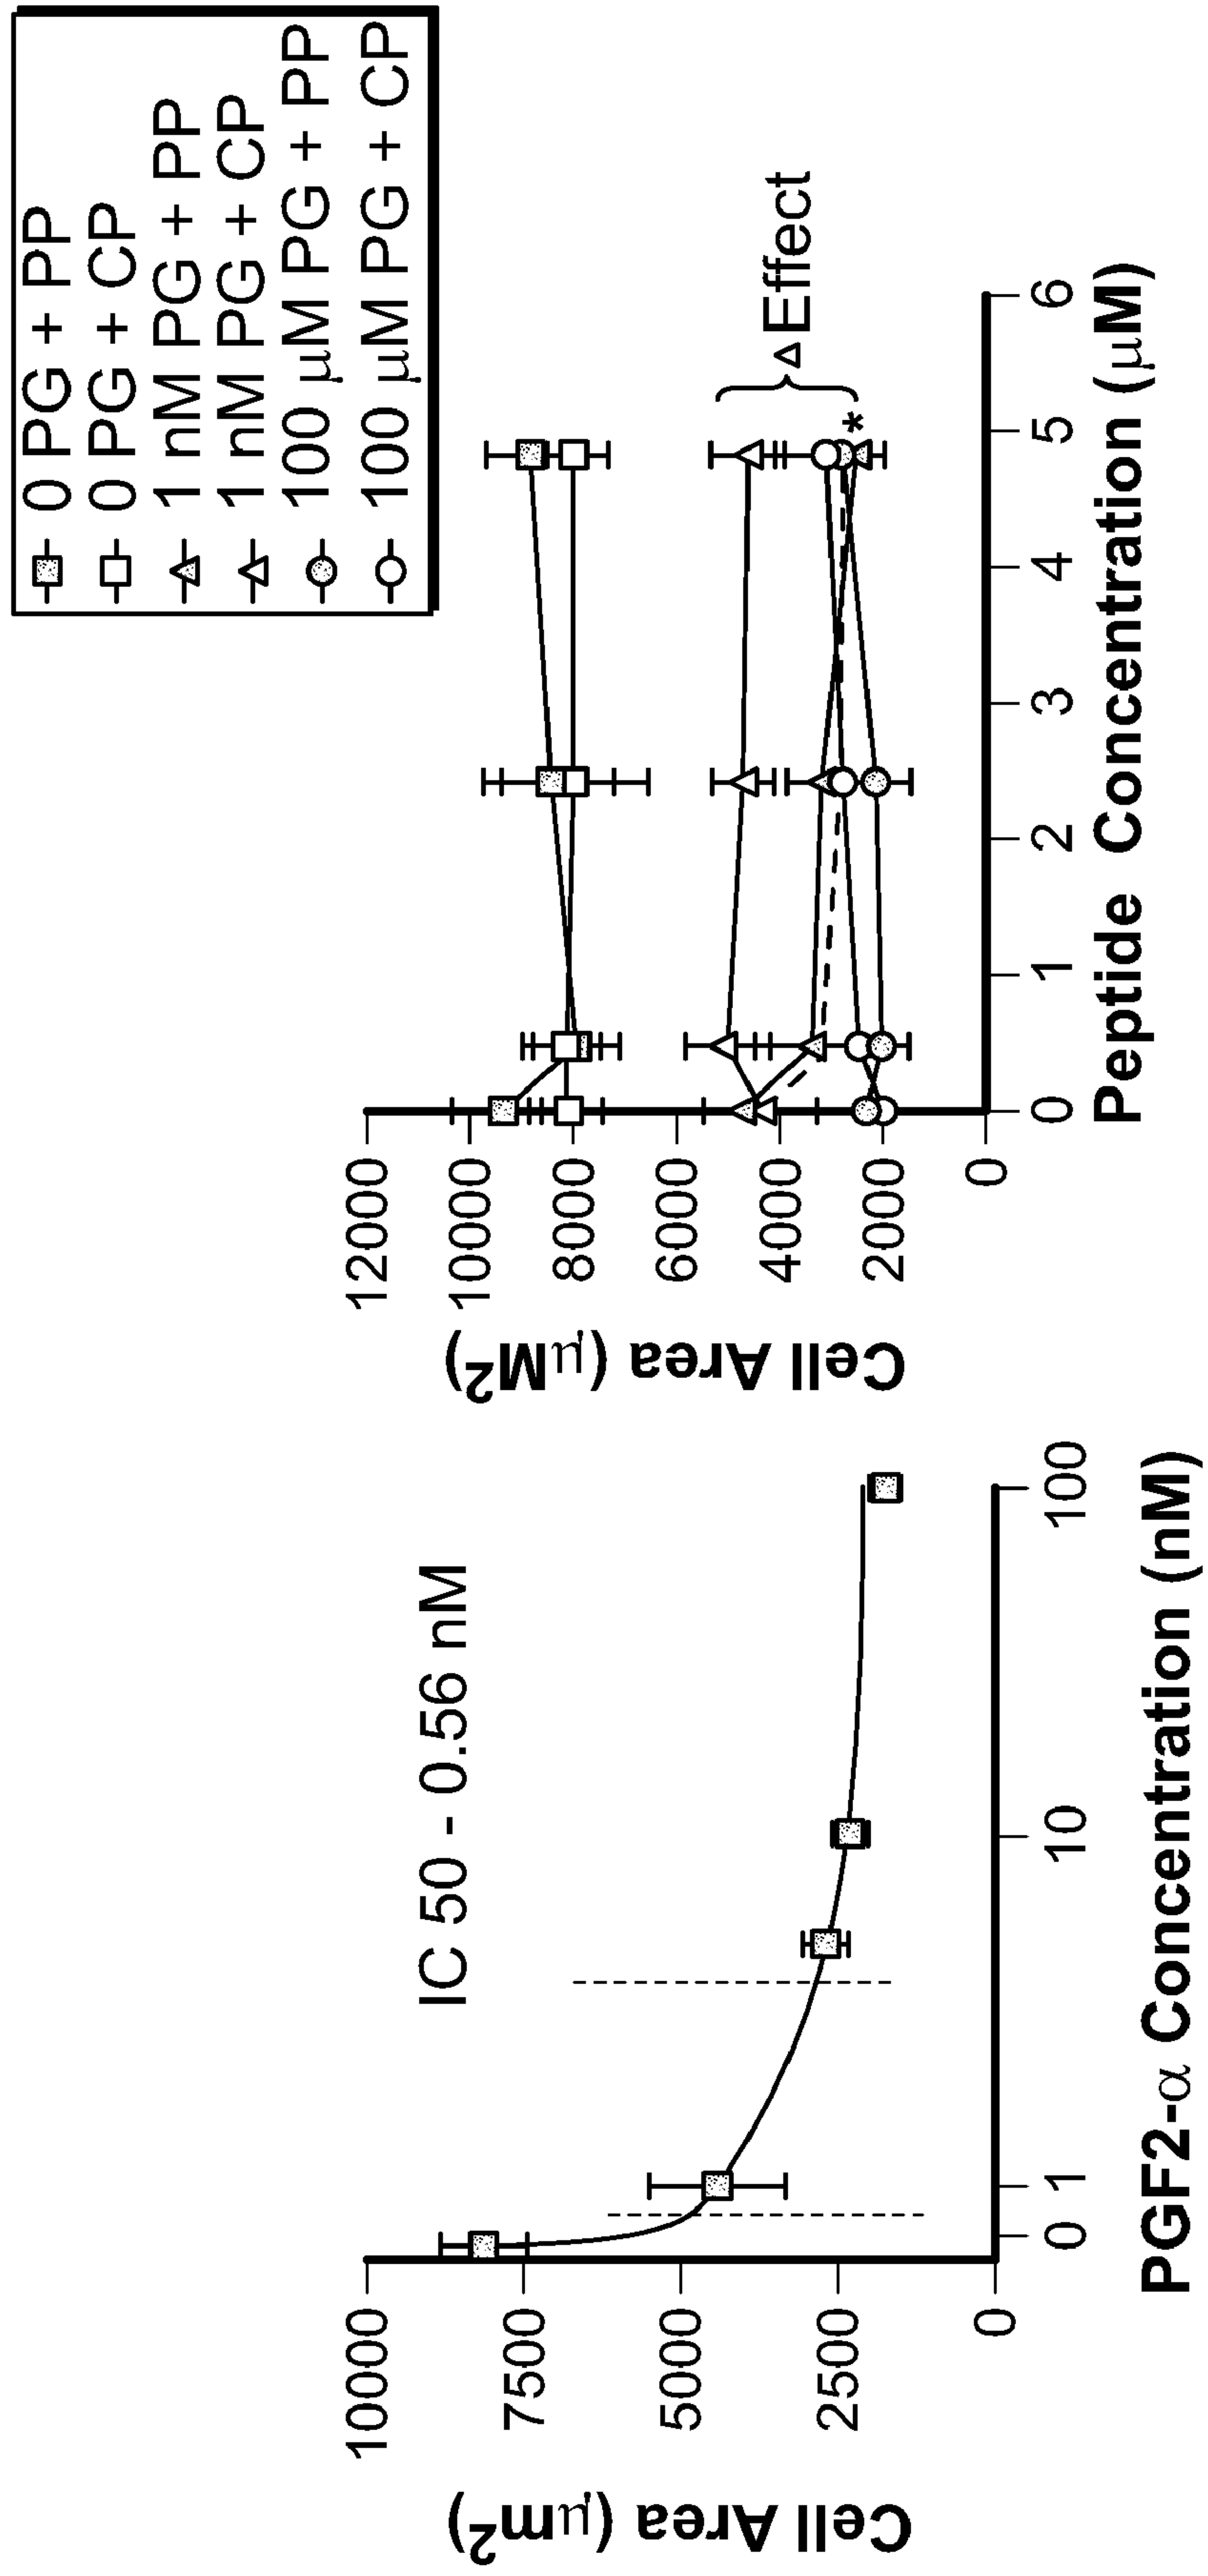 IC 50 - 0.56 nM
10000
7500
5000
2500
0
Cell Area (μm²)
0 1 10 100
PGF2-α Concentration (nM)
0 PG + PP
0 PG + CP
1 nM PG + PP
1 nM PG + CP
100 μM PG + PP
100 μM PG + CP
12000
10000
8000
6000
4000
2000
0
Cell Area (μM²)
Δ Effect
*
0 1 2 3 4 5 6
Peptide Concentration (μM)